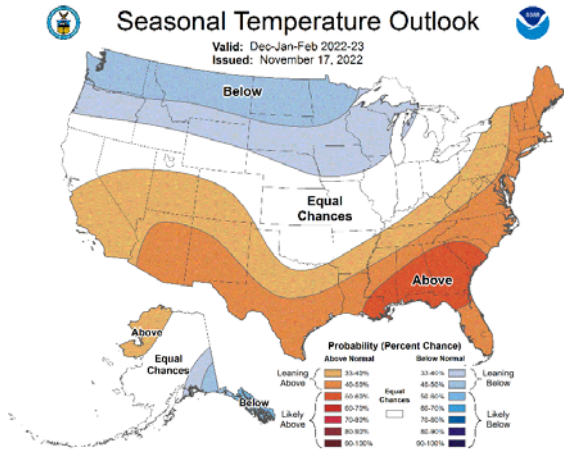 Seasonal Temperature Outlook
Valid: Dec-Jan-Feb 2022-23
Issued: November 17, 2022
Below
Equal
Chances
Above
Above
Equal
Chances
Below
Probability (Percent Chance)
Above Normal
Below Normal
Leaning
Above
33-40%
40-50%
Likely
Above
50-60%
60-70%
70-80%
80-90%
90-100%
Equal
Chances
33-40%
40-50%
Leaning
Below
50-60%
60-70%
70-80%
80-90%
90-100%
Likely
Below